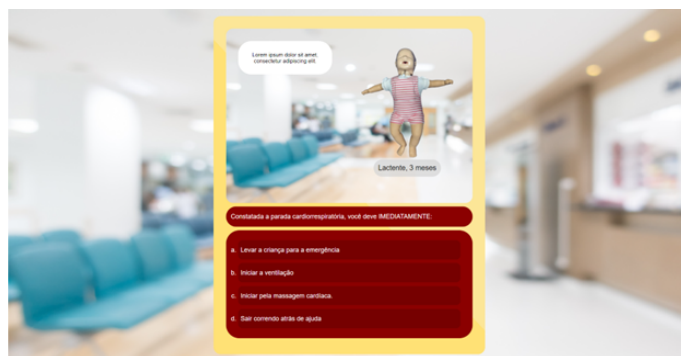 Lorem ipsum dolor sit amet,
consectetur adipiscing elit.
Lactente, 3 meses
Constatada a parada cardiorrespiratória, você deve IMEDIATAMENTE:
a. Levar a criança para a emergência
b. Iniciar a ventilação
c. Iniciar pela massagem cardíaca.
d. Sair correndo atrás de ajuda